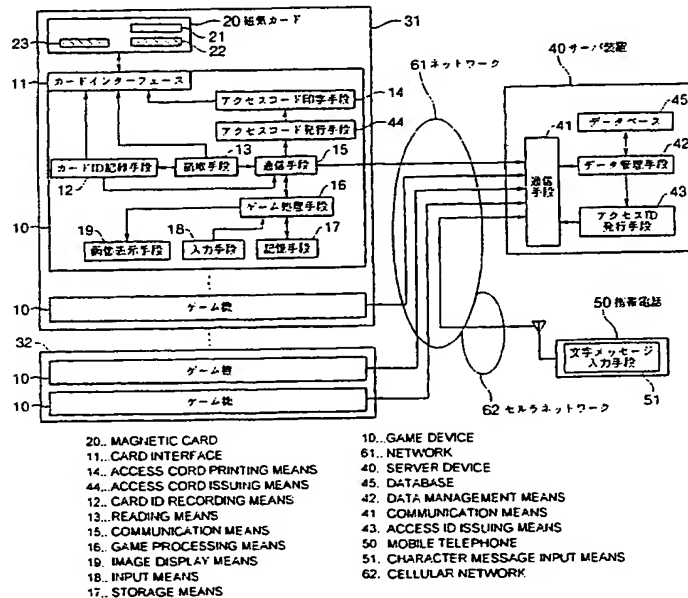 20 磁気カード
31
21
22
23
11
カードインターフェース
アクセスコード印字手段
14
アクセスコード発行手段
44
カードID記録手段
12
読取手段
13
通信手段
15
ゲーム処理手段
16
10
19
画像表示手段
18
入力手段
17
記憶手段
10
ゲーム機
32
10
ゲーム機
10
ゲーム機
61 ネットワーク
62 セルラネットワーク
40 サーバ装置
45
データベース
41
通信手段
42
データ管理手段
43
アクセスID
発行手段
50 携帯電話
文字メッセージ
入力手段
51
20.. MAGNETIC CARD
11...CARD INTERFACE
14.. ACCESS CORD PRINTING MEANS
44...ACCESS CORD ISSUING MEANS
12.. CARD ID RECORDING MEANS
13...READING MEANS
15.. COMMUNICATION MEANS
16.. GAME PROCESSING MEANS
19.. IMAGE DISPLAY MEANS
18.. INPUT MEANS
17.. STORAGE MEANS
10...GAME DEVICE
61.. NETWORK
40. SERVER DEVICE
45. DATABASE
42. DATA MANAGEMENT MEANS
41 COMMUNICATION MEANS
43. ACCESS ID ISSUING MEANS
50 MOBILE TELEPHONE
51. CHARACTER MESSAGE INPUT MEANS
62. CELLULAR NETWORK